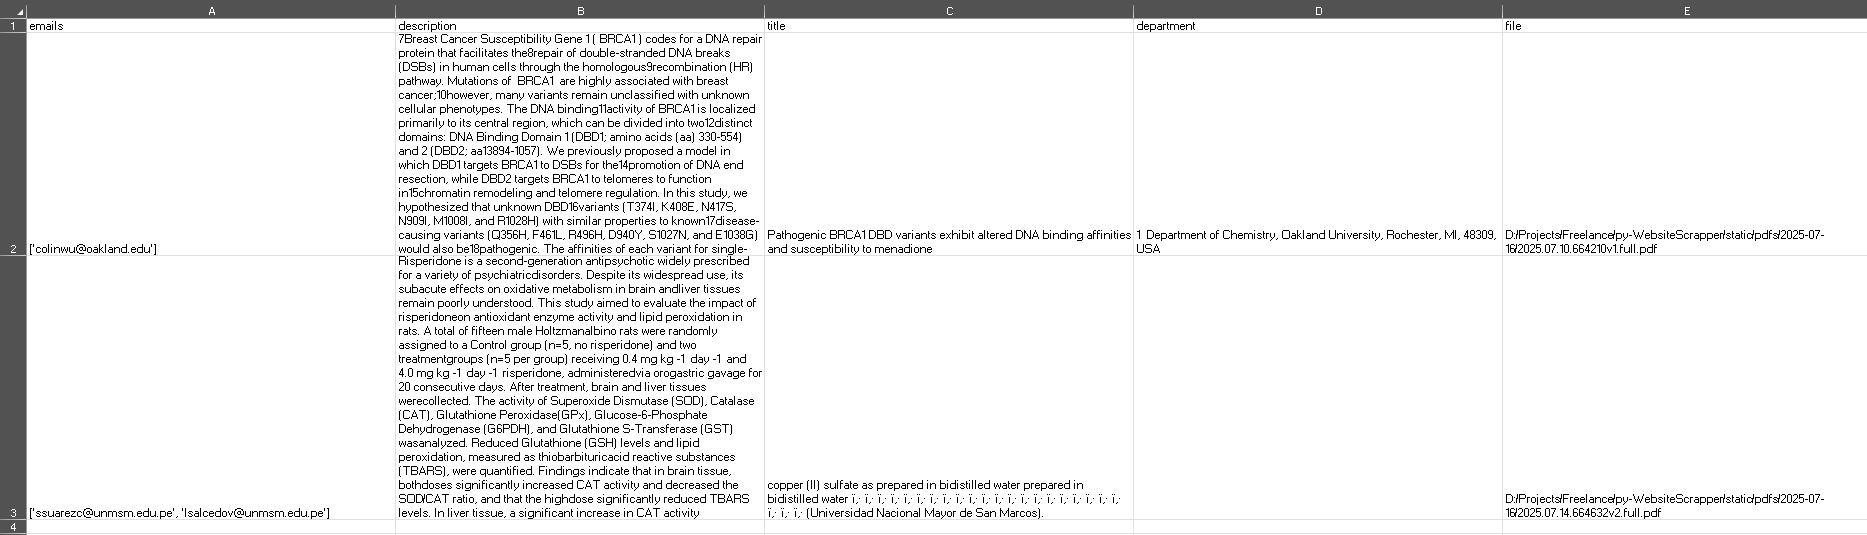 A B C D E
1 emails description title department file
7Breast Cancer Susceptibility Gene 1 ( BRCA1 ) codes for a DNA repair
protein that facilitates the8repair of double-stranded DNA breaks
(DSBs) in human cells through the homologous9recombination (HR)
pathway. Mutations of BRCA1 are highly associated with breast
cancer;10however, many variants remain unclassified with unknown
cellular phenotypes. The DNA binding11activity of BRCA1 is localized
primarily to its central region, which can be divided into two12distinct
domains: DNA Binding Domain 1 (DBD1; amino acids (aa) 330-554)
and 2 (DBD2; aa13894-1057). We previously proposed a model in
which DBD1 targets BRCA1 to DSBs for the14promotion of DNA end
resection, while DBD2 targets BRCA1 to telomeres to function
in15chromatin remodeling and telomere regulation. In this study, we
hypothesized that unknown DBD16variants (T374I, K408E, N417S,
N909I, M1008I, and R1028H) with similar properties to known17disease-
causing variants (Q356H, F461L, R496H, D940Y, S1027N, and E1038G)
would also be18pathogenic. The affinities of each variant for single-
2 ['colinwu@oakland.edu']
Pathogenic BRCA1 DBD variants exhibit altered DNA binding affinities
and susceptibility to menadione
1 Department of Chemistry, Oakland University, Rochester, MI, 48309,
USA
D:/Projects/Freelance/py-WebsiteScrapper/static/pdfs/2025-07-
16/2025.07.10.664210v1.full.pdf
Risperidone is a second-generation antipsychotic widely prescribed
for a variety of psychiatricdisorders. Despite its widespread use, its
subacute effects on oxidative metabolism in brain andliver tissues
remain poorly understood. This study aimed to evaluate the impact of
risperidoneon antioxidant enzyme activity and lipid peroxidation in
rats. A total of fifteen male Holtzmanalbino rats were randomly
assigned to a Control group (n=5, no risperidone) and two
treatmentgroups (n=5 per group) receiving 0.4 mg kg -1 day -1 and
4.0 mg kg -1 day -1 risperidone, administeredvia orogastric gavage for
20 consecutive days. After treatment, brain and liver tissues
werecollected. The activity of Superoxide Dismutase (SOD), Catalase
(CAT), Glutathione Peroxidase(GPx), Glucose-6-Phosphate
Dehydrogenase (G6PDH), and Glutathione S-Transferase (GST)
wasanalyzed. Reduced Glutathione (GSH) levels and lipid
peroxidation, measured as thiobarbituricacid reactive substances
(TBARS), were quantified. Findings indicate that in brain tissue,
bothdoses significantly increased CAT activity and decreased the
SOD/CAT ratio, and that the highdose significantly reduced TBARS
levels. In liver tissue, a significant increase in CAT activity
3 ['ssuarezc@unmsm.edu.pe', 'lsalcedov@unmsm.edu.pe']
copper (II) sulfate as prepared in bidistilled water prepared in
bidistilled water ï‚· ï‚· ï‚· ï‚· ï‚· ï‚· ï‚· ï‚· ï‚· ï‚· ï‚· ï‚· ï‚· ï‚· ï‚· ï‚· ï‚· ï‚· ï‚· ï‚· ï‚·
ï‚· ï‚· ï‚· (Universidad Nacional Mayor de San Marcos).
D:/Projects/Freelance/py-WebsiteScrapper/static/pdfs/2025-07-
16/2025.07.14.664632v2.full.pdf
4